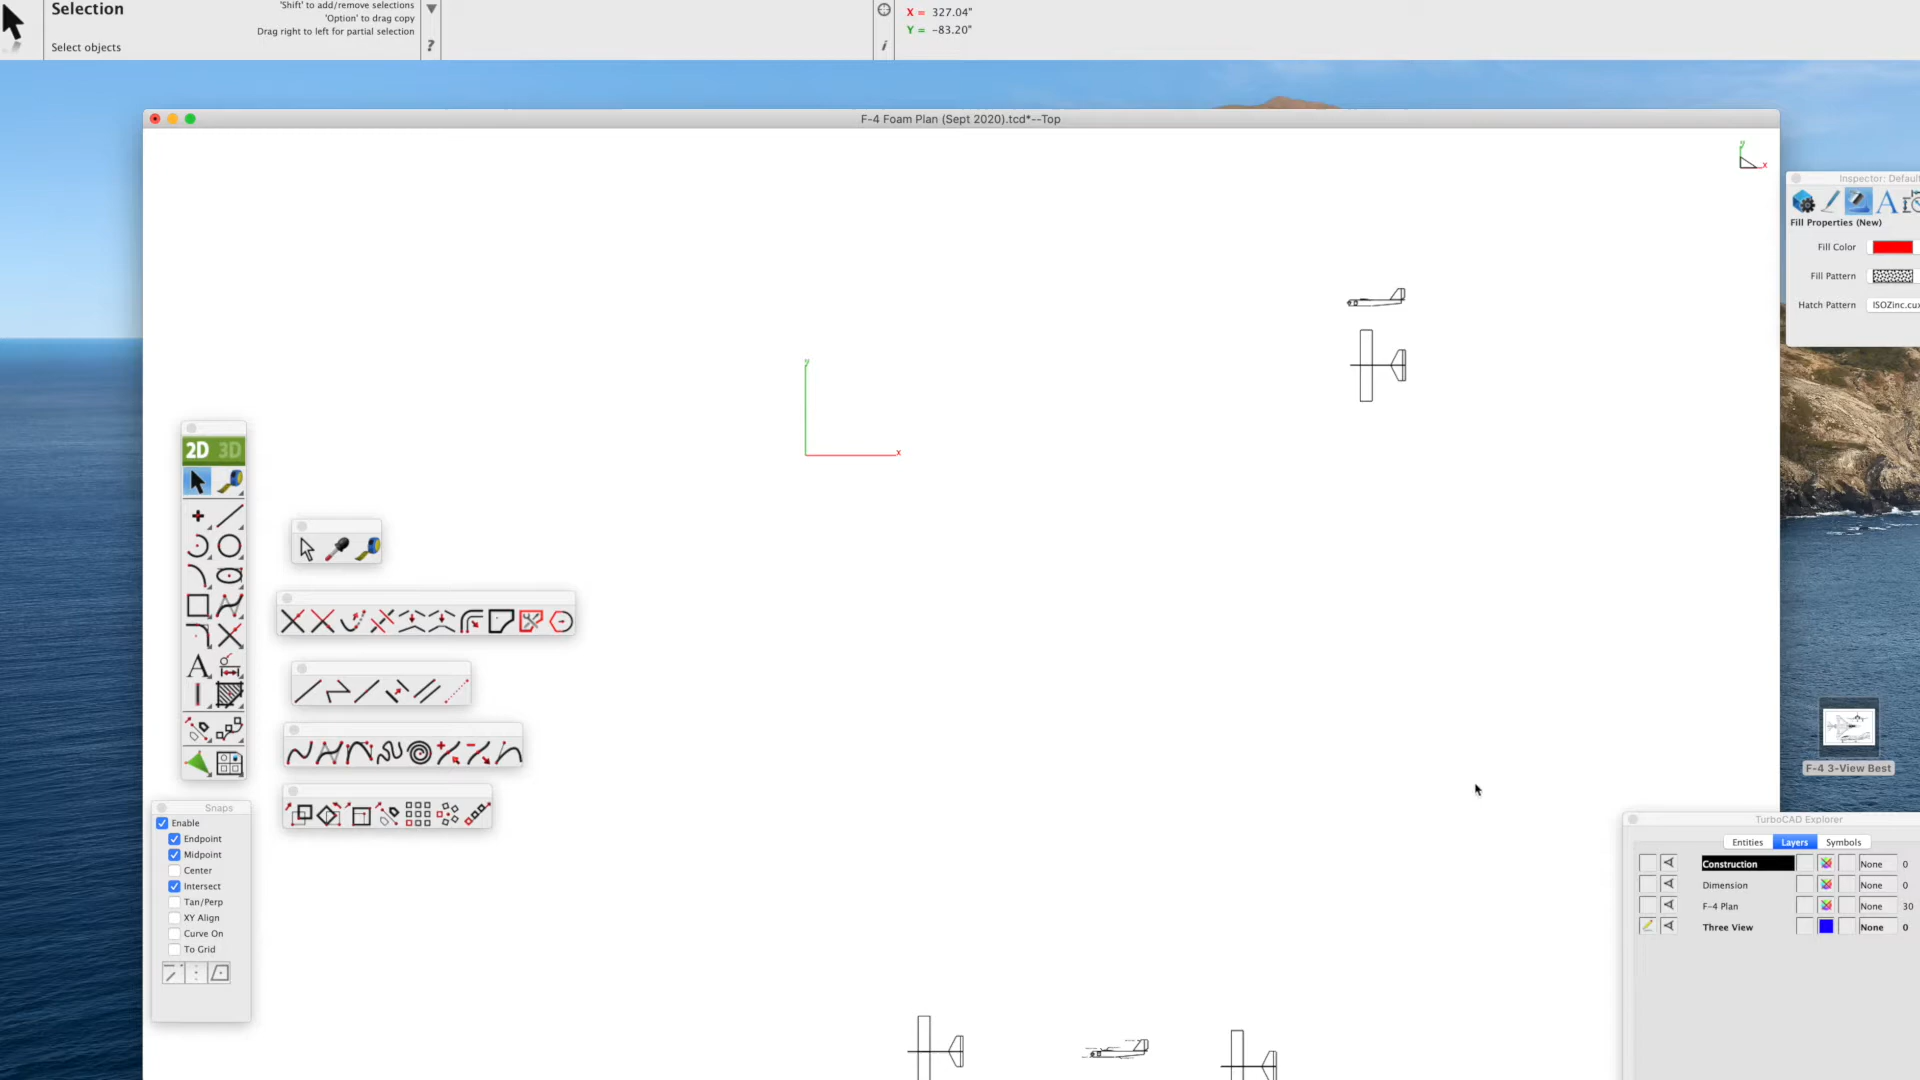 Selection
'Shift' to add/remove selections
'Option' to drag copy
Drag right to left for partial selection
Select objects
?
i
X = 327.04"
Y = -83.20"
F-4 Foam Plan (Sept 2020).tcd*--Top
y
x
Inspector: Default
A
Fill Properties (New)
Fill Color
Fill Pattern
Hatch Pattern
ISOZinc.cux
y
x
2D 3D
A
Snaps
Enable
Endpoint
Midpoint
Center
Intersect
Tan/Perp
XY Align
Curve On
To Grid
F-4 3-View Best
TurboCAD Explorer
Entities Layers Symbols
Construction None 0
Dimension None 0
F-4 Plan None 30
Three View None 0